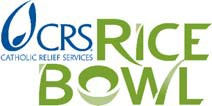 CRS RICE
CATHOLIC RELIEF SERVICES
BOWL